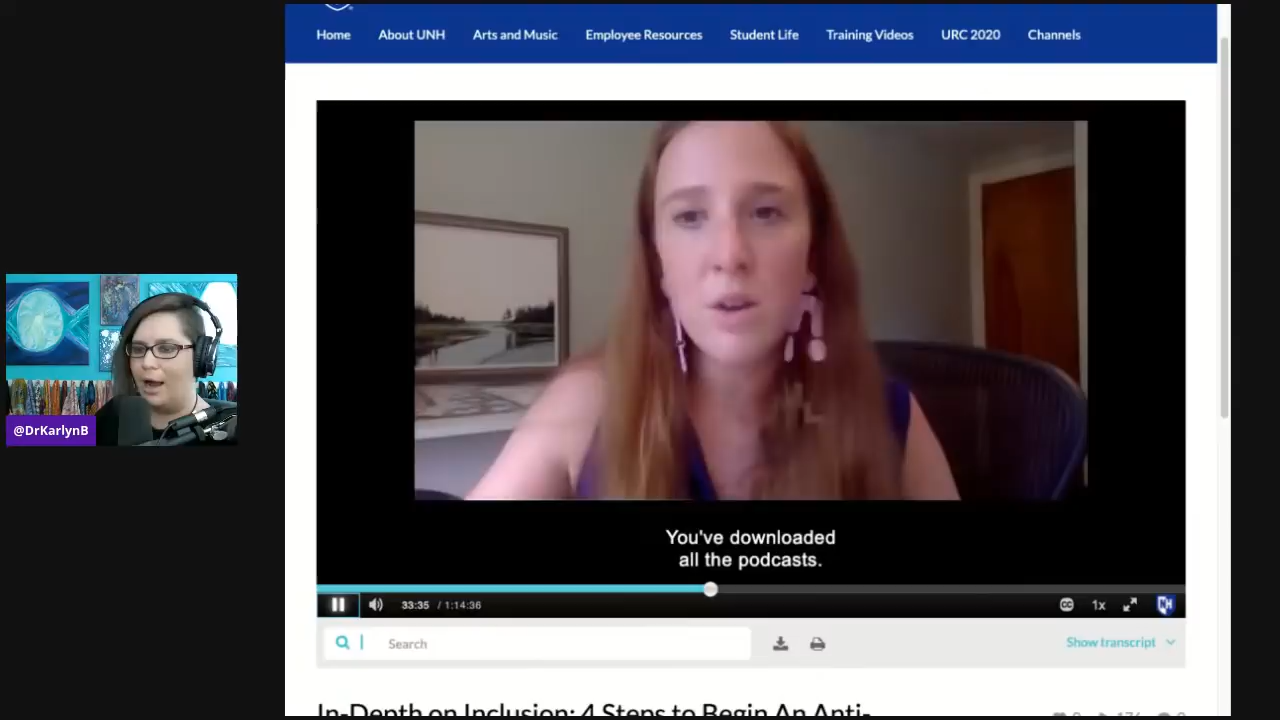 Home About UNH Arts and Music Employee Resources Student Life Training Videos URC 2020 Channels
@DrKarlynB
You've downloaded
all the podcasts.
33:35 / 1:14:36
1x
Search
Show transcript
In-Depth on Inclusion: 4 Steps to Begin An Anti-